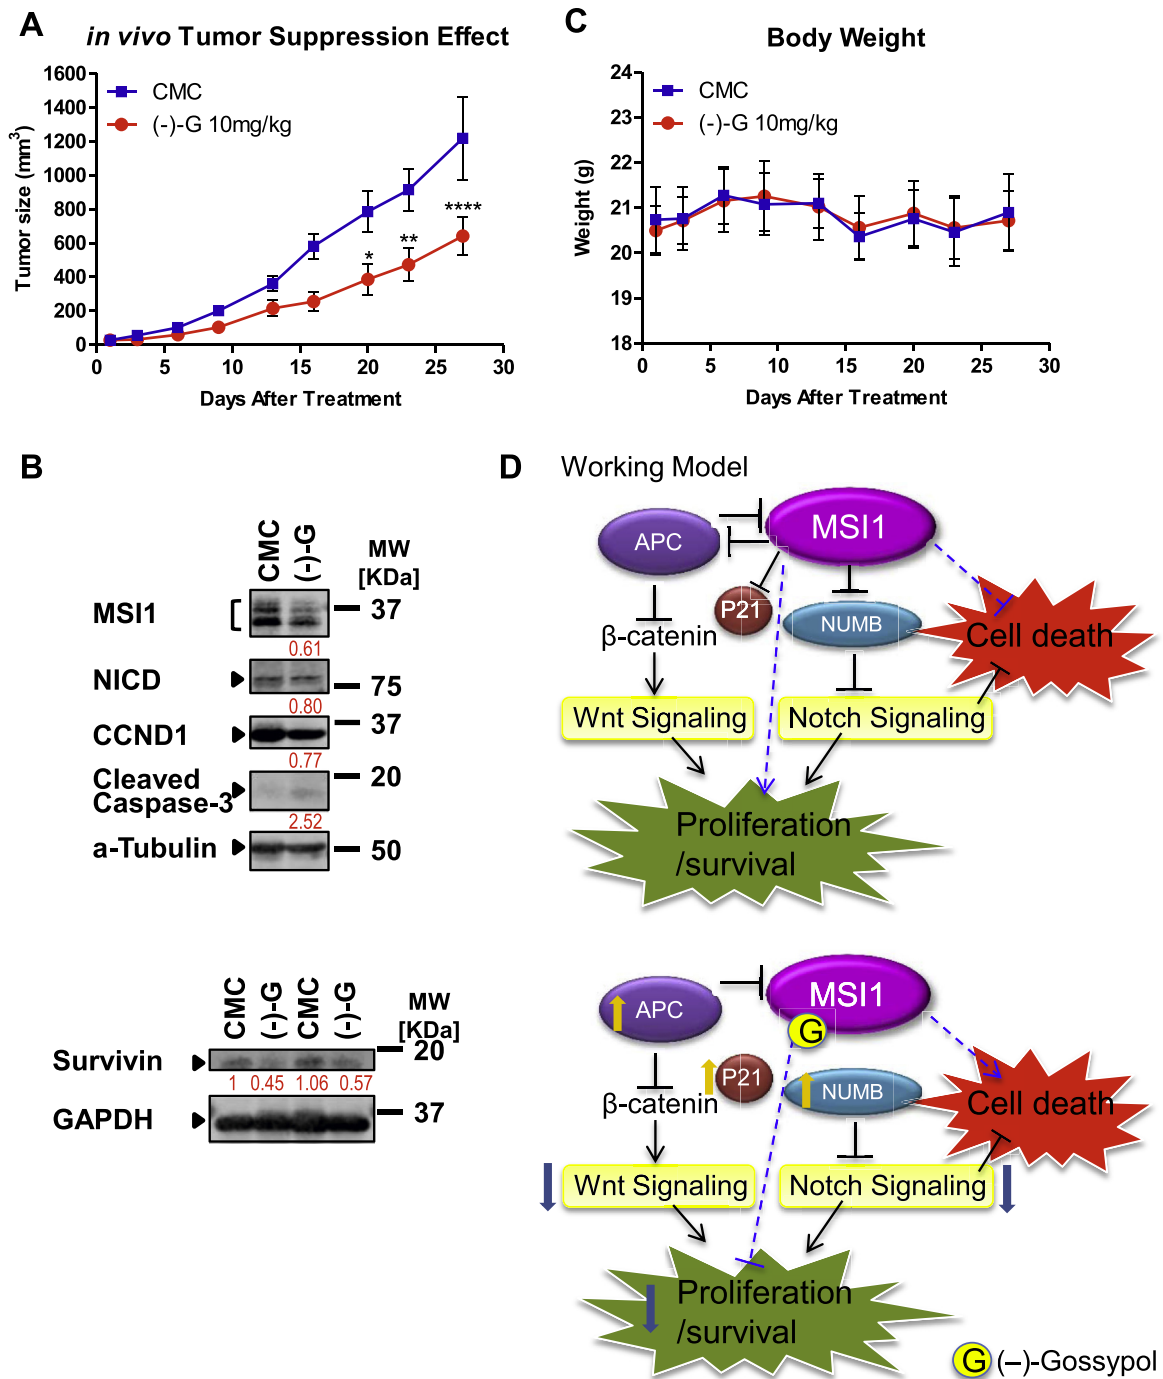 A
in vivo Tumor Suppression Effect
1600
1400
1200
1000
800
600
400
200
0
CMC
(-)-G 10mg/kg
Tumor size (mm3)
*
**
****
0 5 10 15 20 25 30
Days After Treatment
C
Body Weight
24
23
22
21
20
19
18
CMC
(-)-G 10mg/kg
Weight (g)
0 5 10 15 20 25 30
Days After Treatment
B
CMC (-)-G MW
[KDa]
MSI1 37
0.61
NICD 75
0.80
CCND1 37
0.77
Cleaved 20
Caspase-3
2.52
a-Tubulin 50
CMC (-)-G CMC (-)-G MW
[KDa]
Survivin 20
1 0.45 1.06 0.57
GAPDH 37
D Working Model
MSI1
APC
P21
NUMB
β-catenin
Cell death
Wnt Signaling
Notch Signaling
Proliferation
/survival
MSI1
APC
G
P21
NUMB
β-catenin
Cell death
Wnt Signaling
Notch Signaling
Proliferation
/survival
G (–)-Gossypol